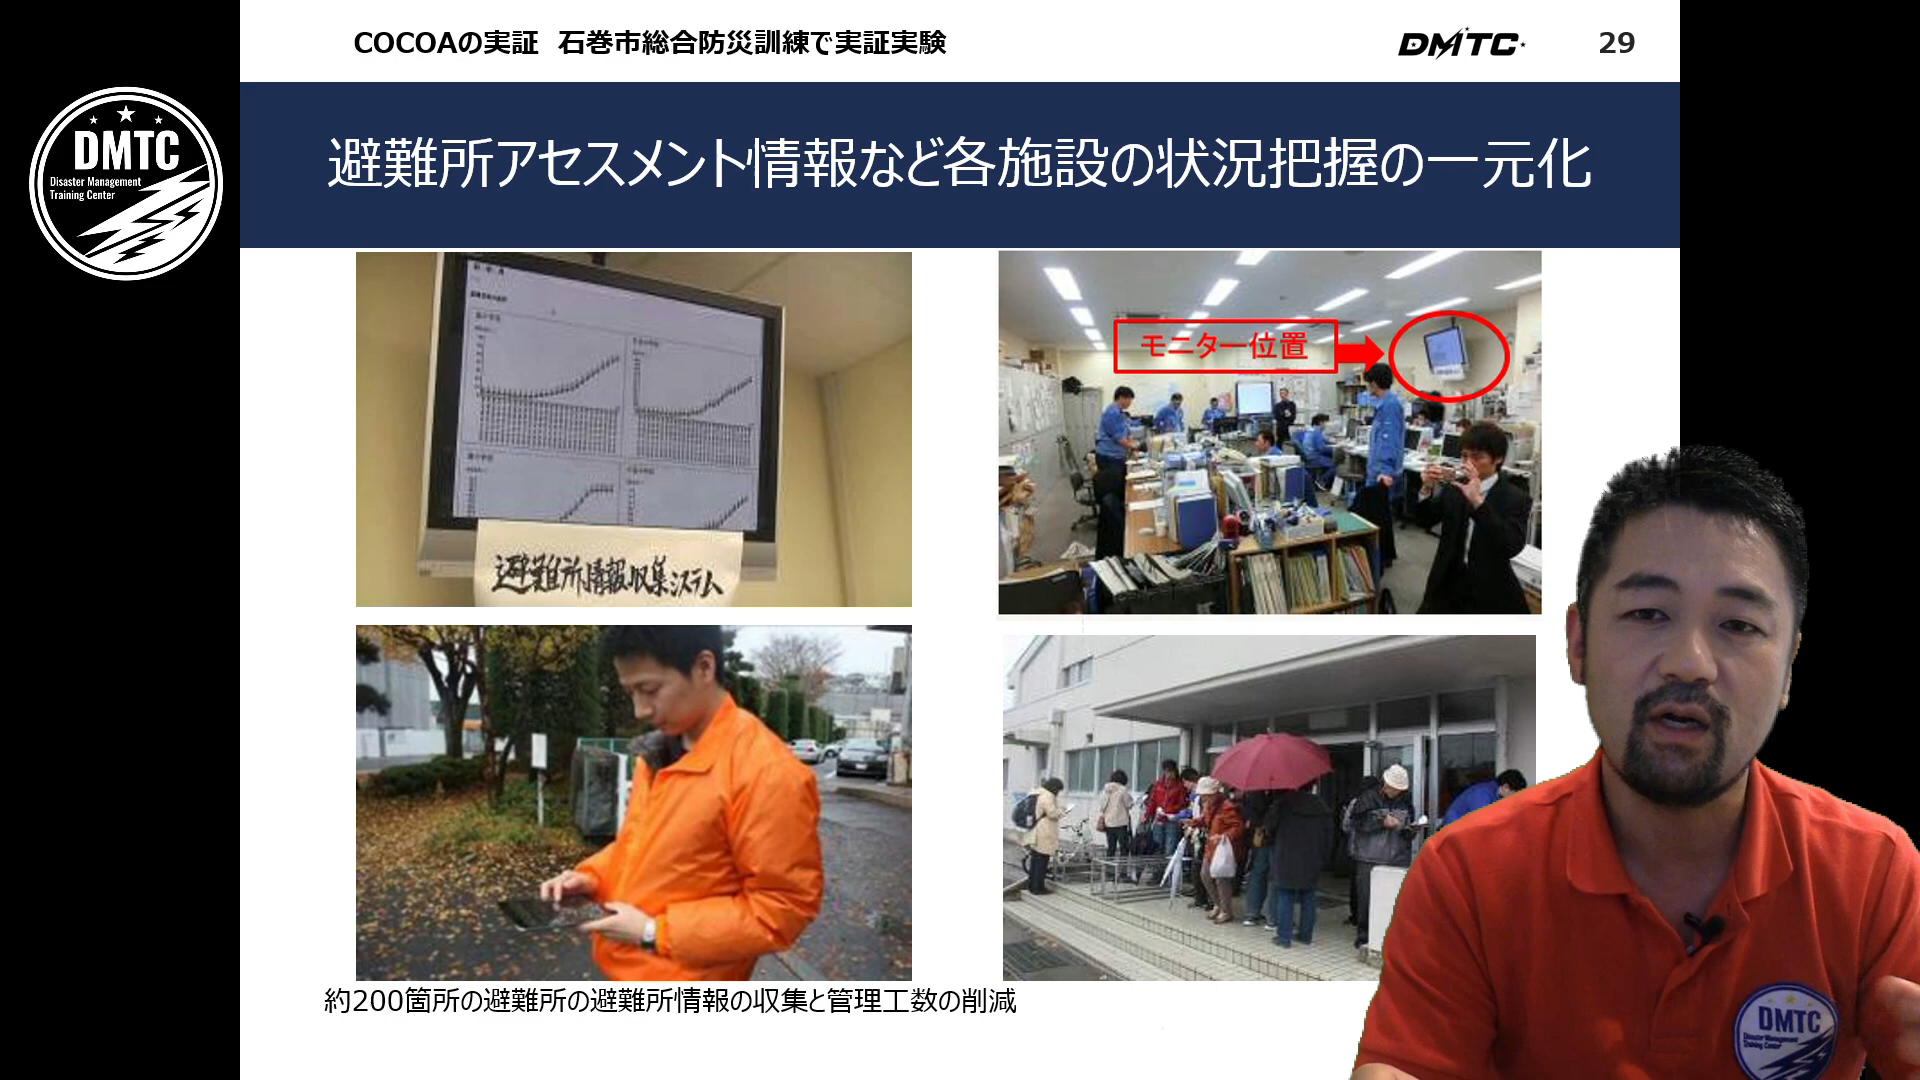 COCOAの実証 石巻市総合防災訓練で実証実験
DMTC
29
DMTC
Disaster Management
Training Center
避難所アセスメント情報など各施設の状況把握の一元化
モニター位置
避難所情報収集システム
約200箇所の避難所の避難所情報の収集と管理工数の削減
DMTC
Disaster Management
Training Center